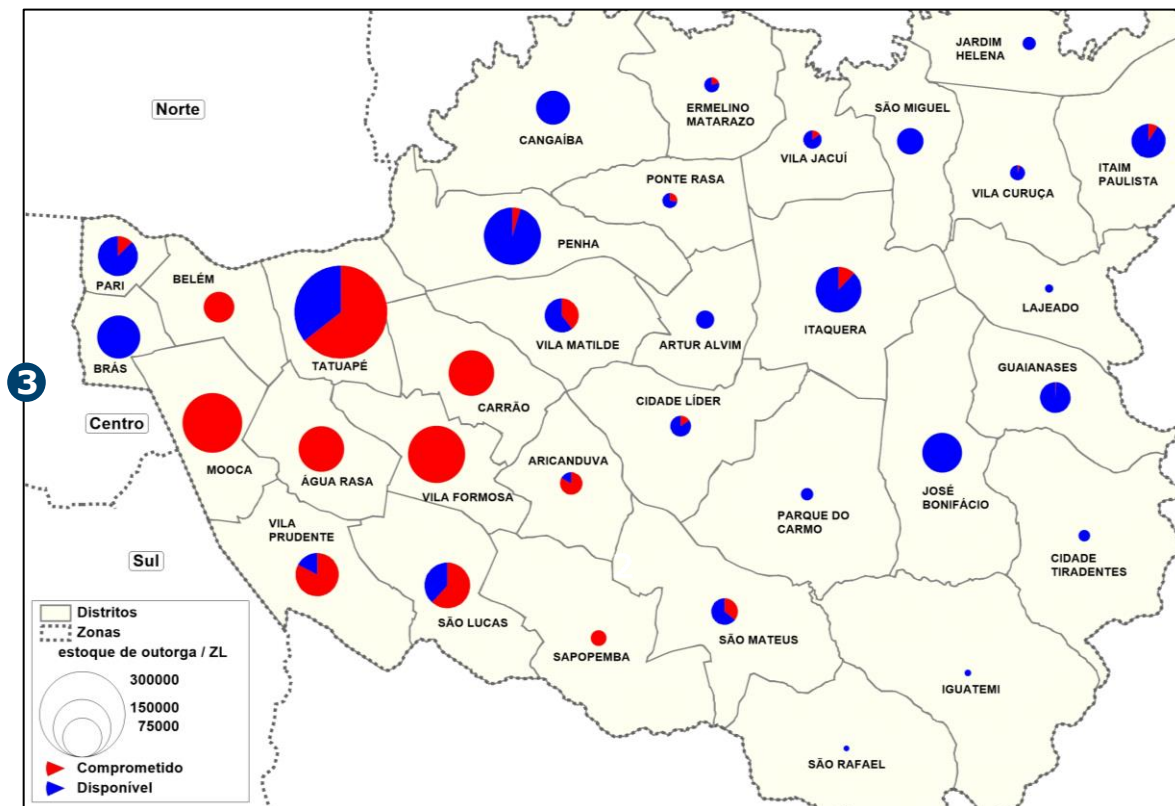 JARDIM
HELENA
Norte
ERMELINO
MATARAZO
SÃO MIGUEL
CANGAÍBA
VILA JACUÍ
ITAIM
PAULISTA
PONTE RASA
VILA CURUÇA
PENHA
PARI
BELÉM
LAJEADO
ITAQUERA
BRÁS
TATUAPÉ
VILA MATILDE
ARTUR ALVIM
GUAIANASES
3
CARRÃO
CIDADE LÍDER
Centro
MOOCA
ÁGUA RASA
VILA FORMOSA
ARICANDUVA
JOSÉ
BONIFÁCIO
PARQUE DO
CARMO
VILA
PRUDENTE
CIDADE
TIRADENTES
Sul
SÃO LUCAS
SAPOPEMBA
SÃO MATEUS
IGUATEMI
SÃO RAFAEL
Distritos
Zonas
estoque de outorga / ZL
300000
150000
75000
Comprometido
Disponível